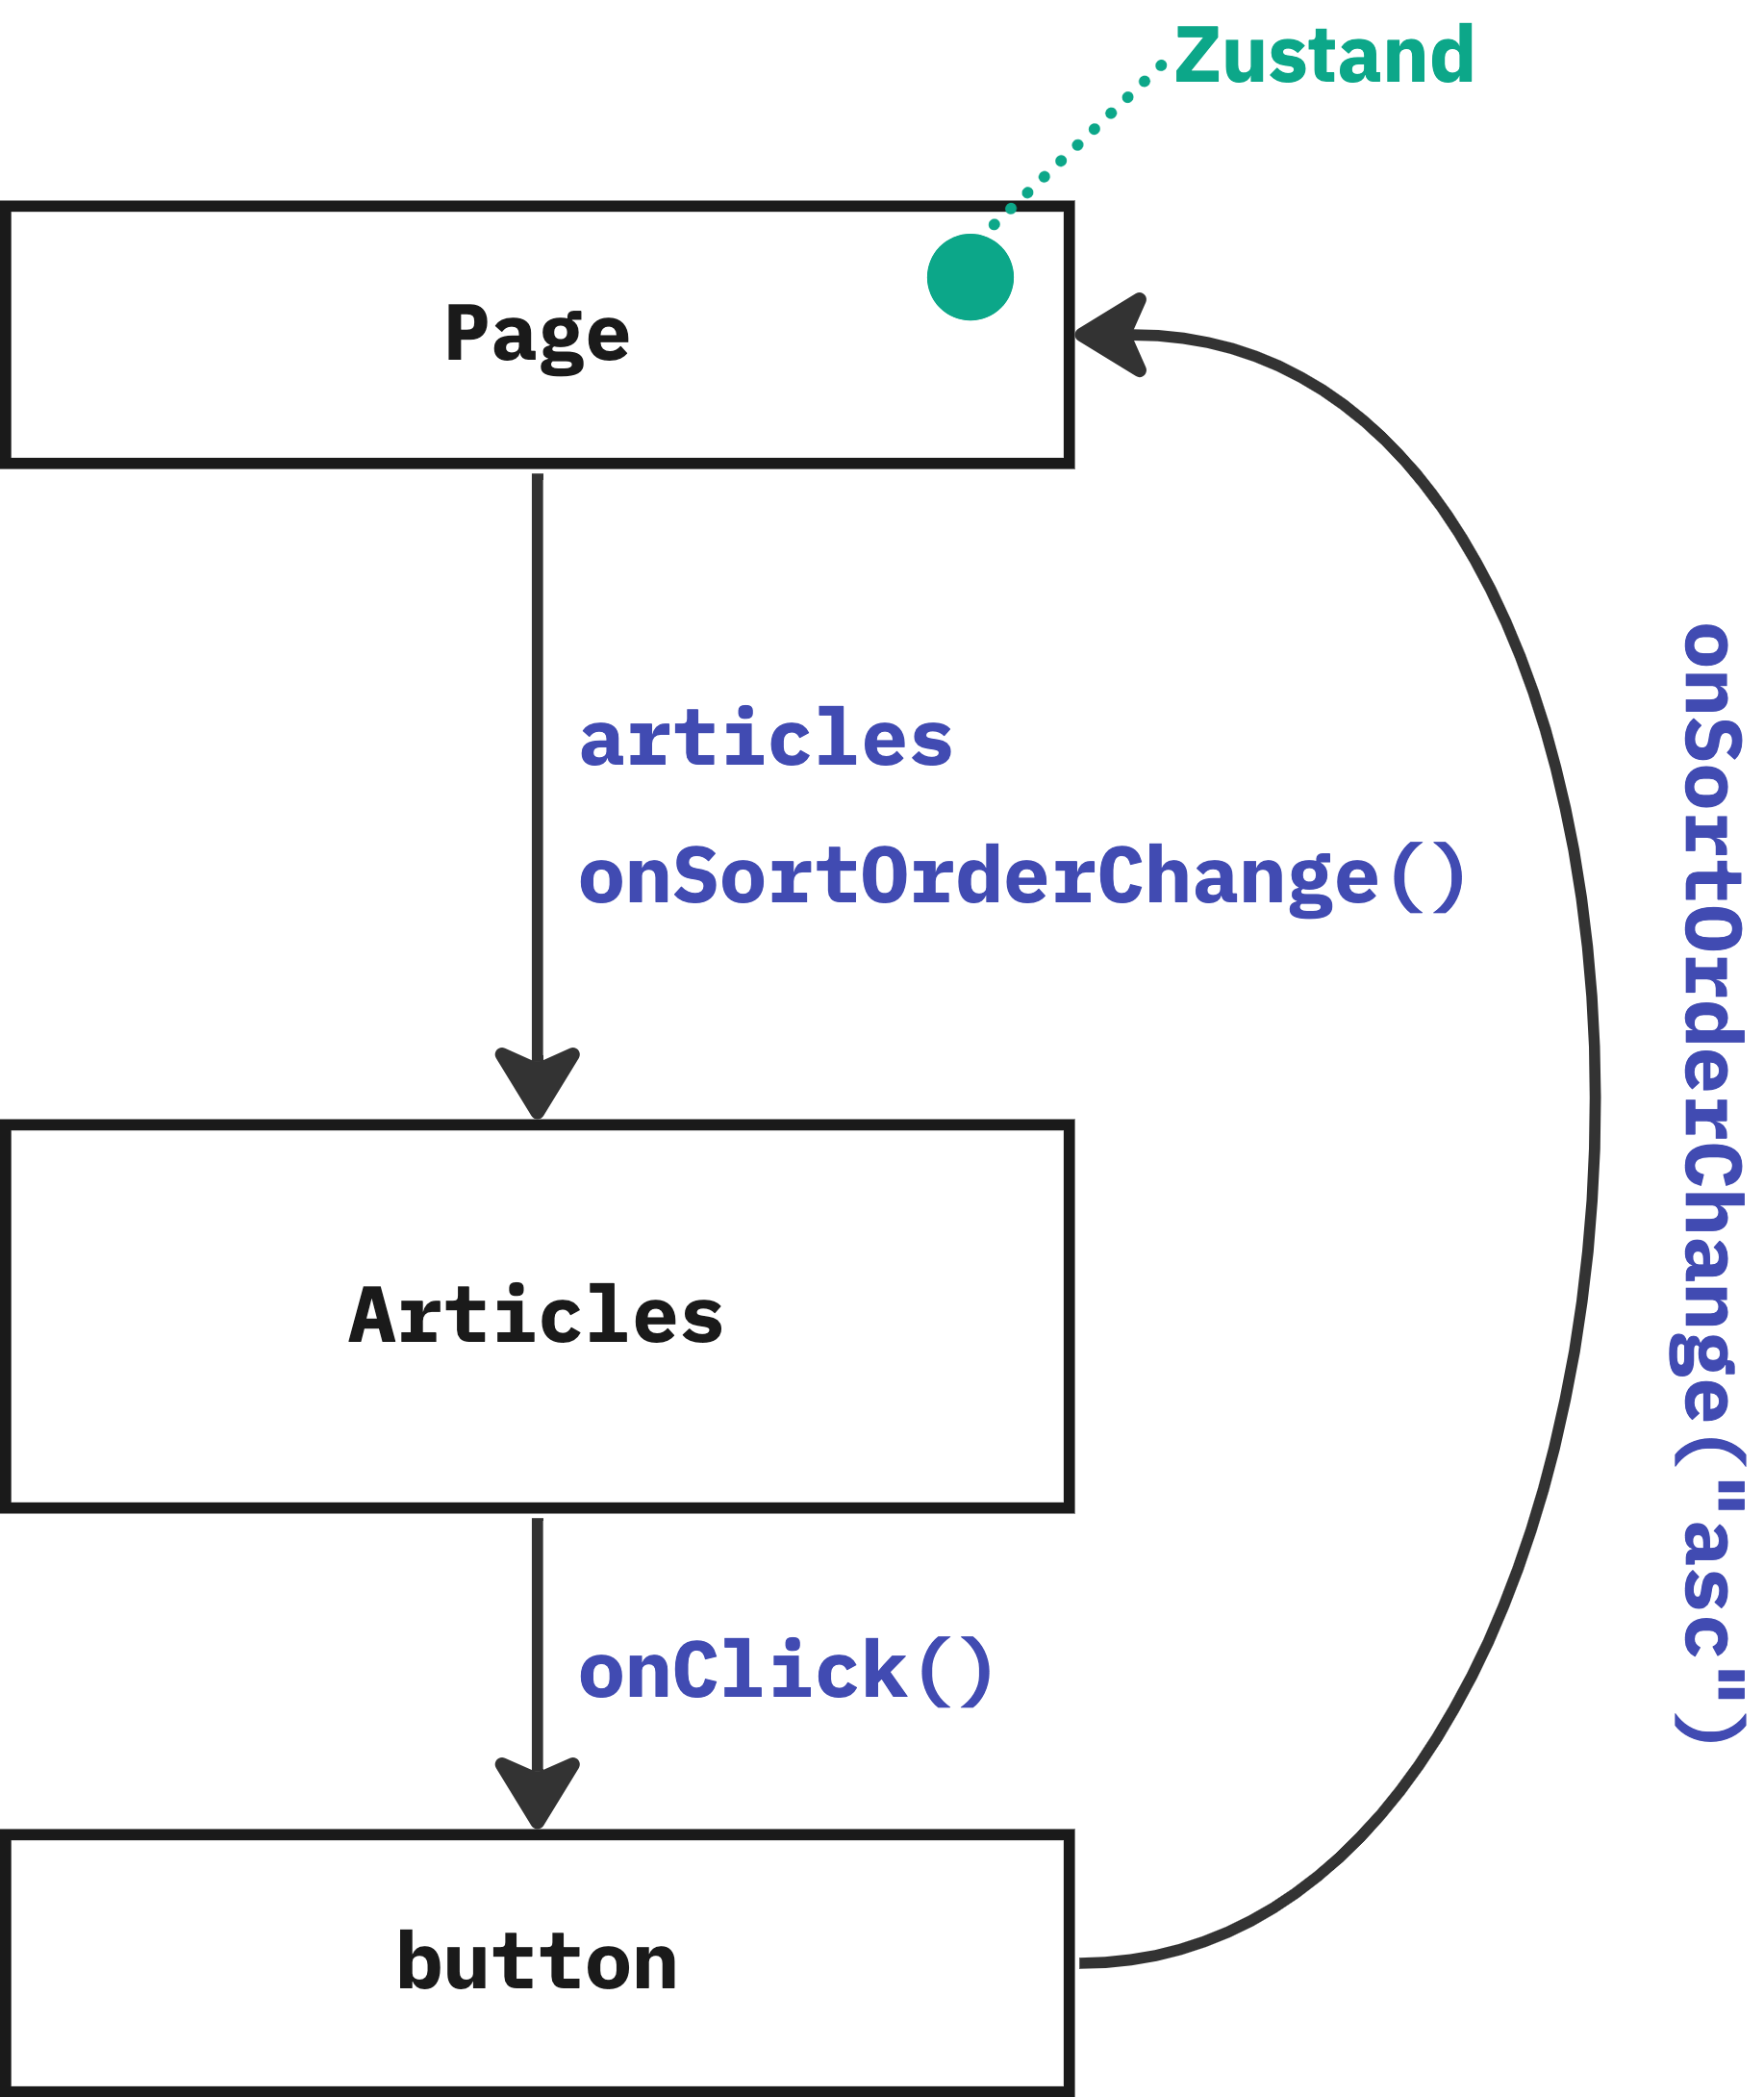 Zustand
Page
articles
onSortOrderChange()
onSortOrderChange("asc")
Articles
onClick()
button